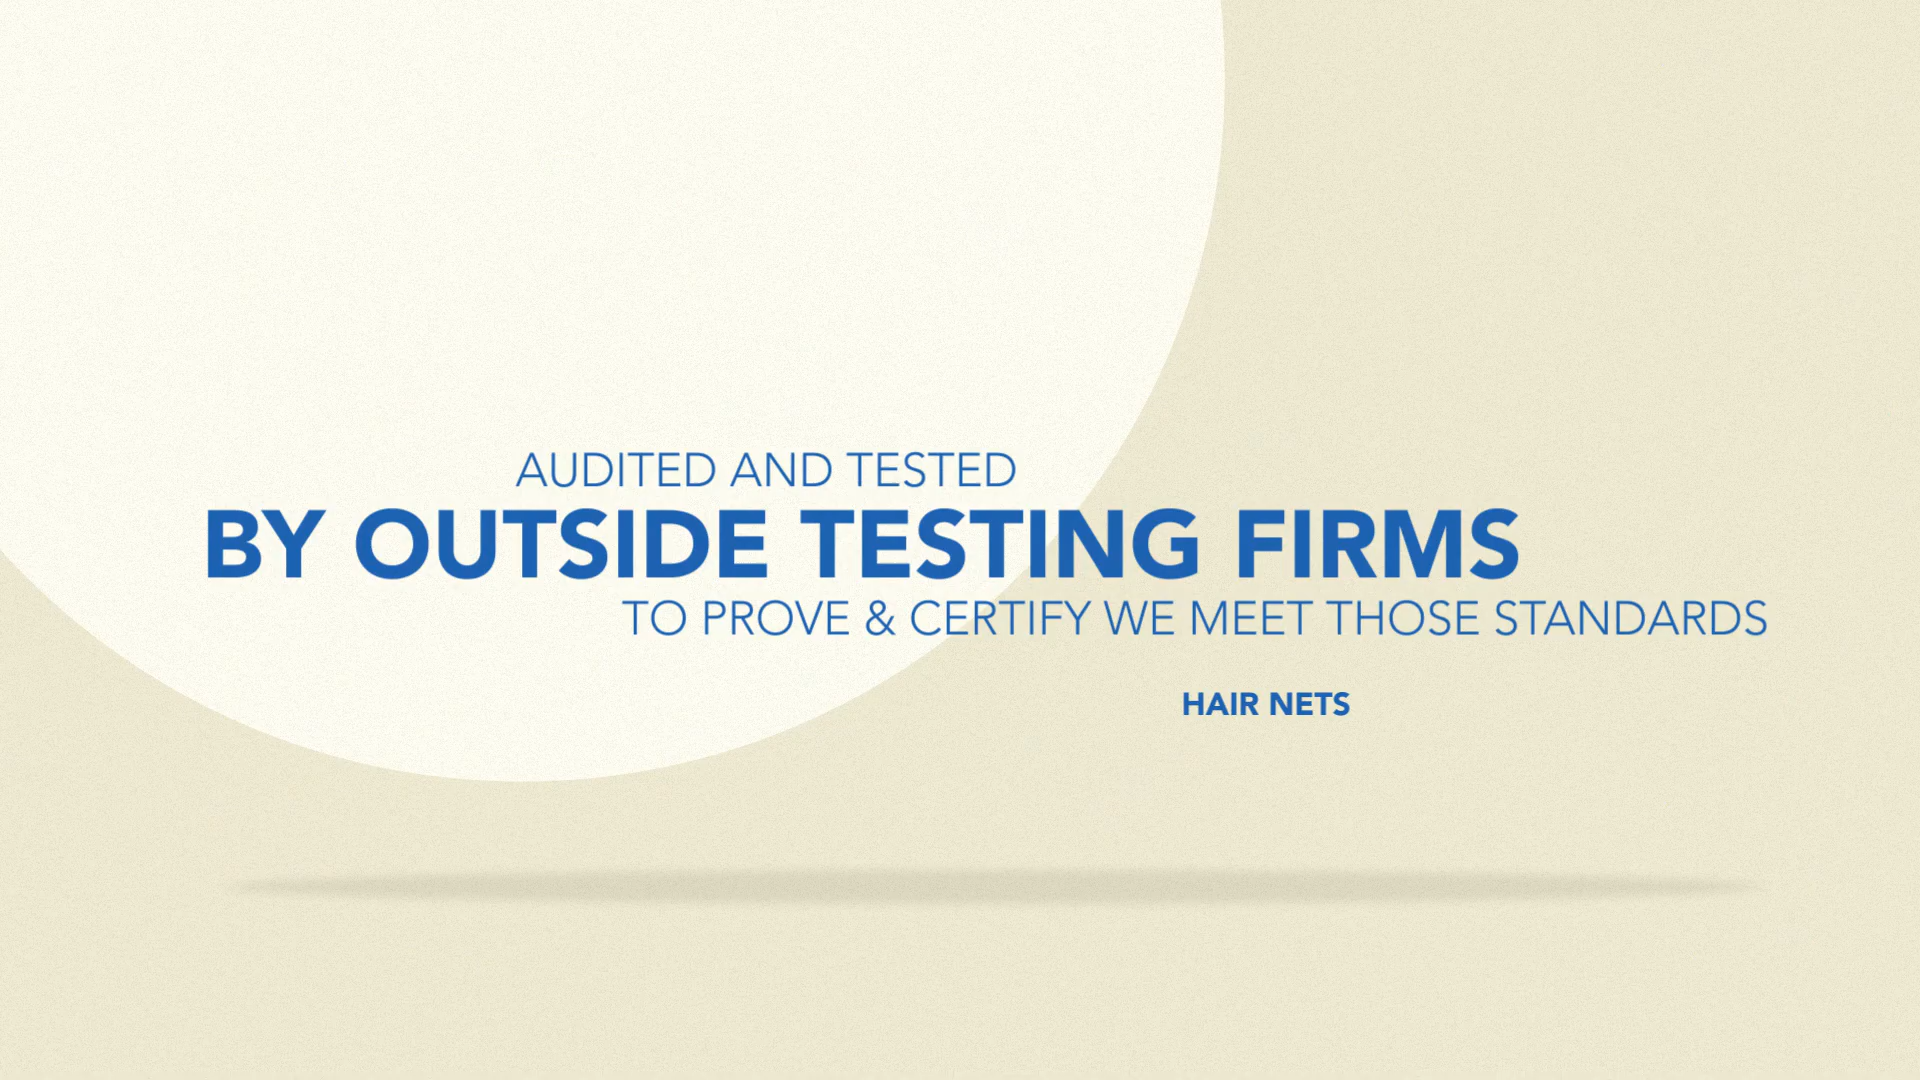 AUDITED AND TESTED
BY OUTSIDE TESTING FIRMS
TO PROVE & CERTIFY WE MEET THOSE STANDARDS
HAIR NETS